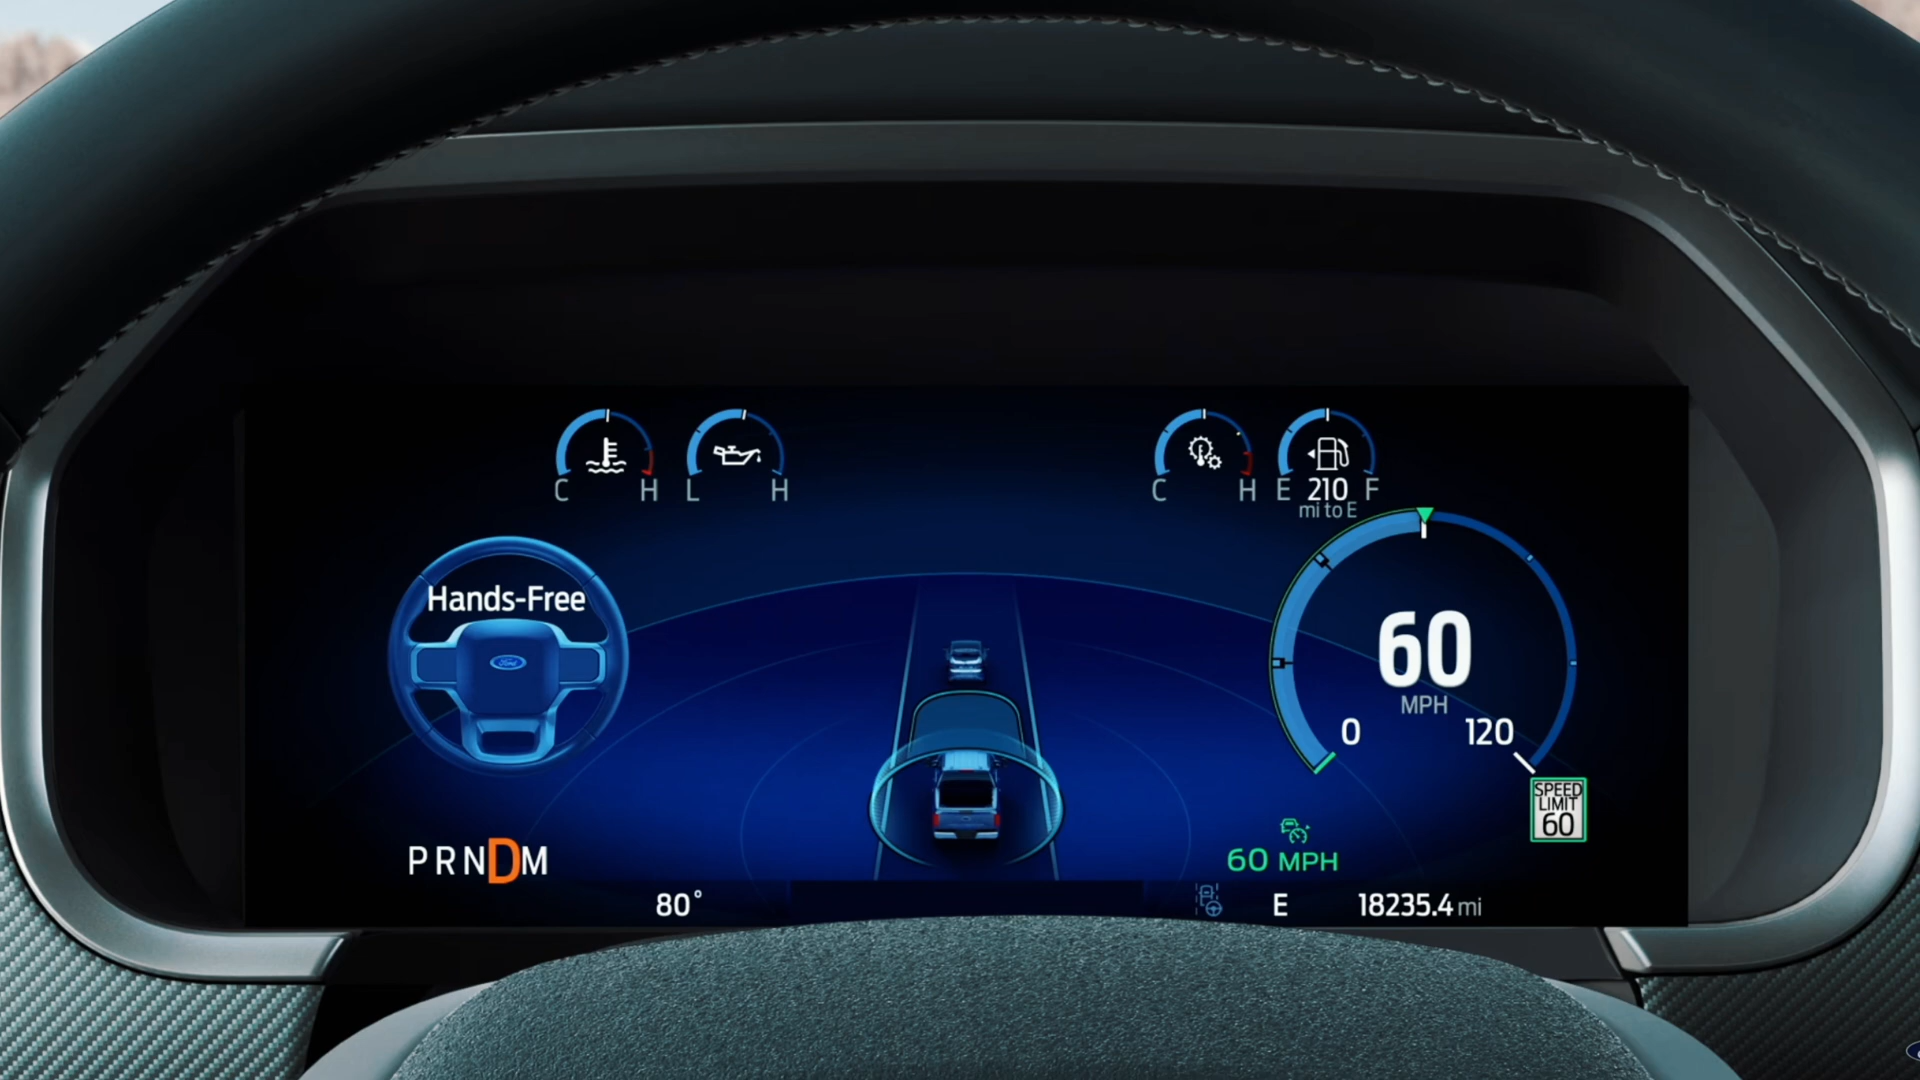 C H
L H
C H
E 210 F
mi to E
Hands-Free
Ford
60
MPH
0 120
SPEED
LIMIT
60
PRNDM
60 MPH
80°
E
18235.4 mi